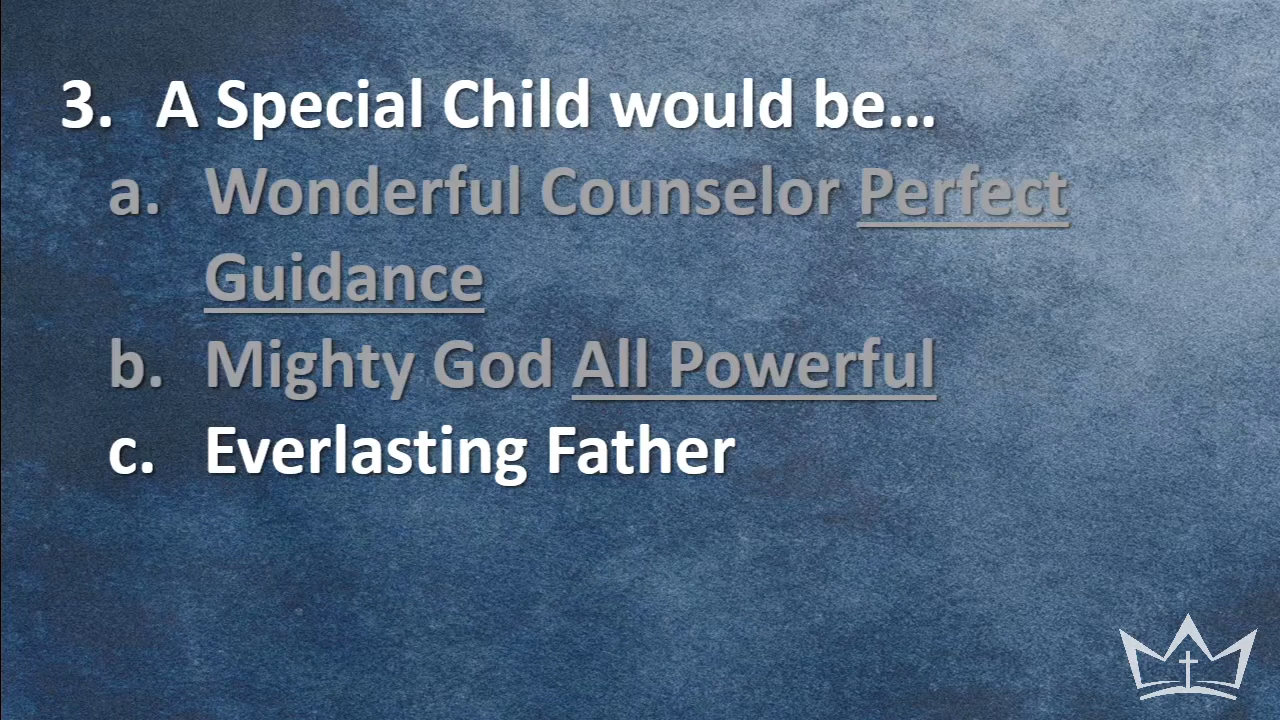 3. A Special Child would be...
a. Wonderful Counselor Perfect
Guidance
b. Mighty God All Powerful
c. Everlasting Father